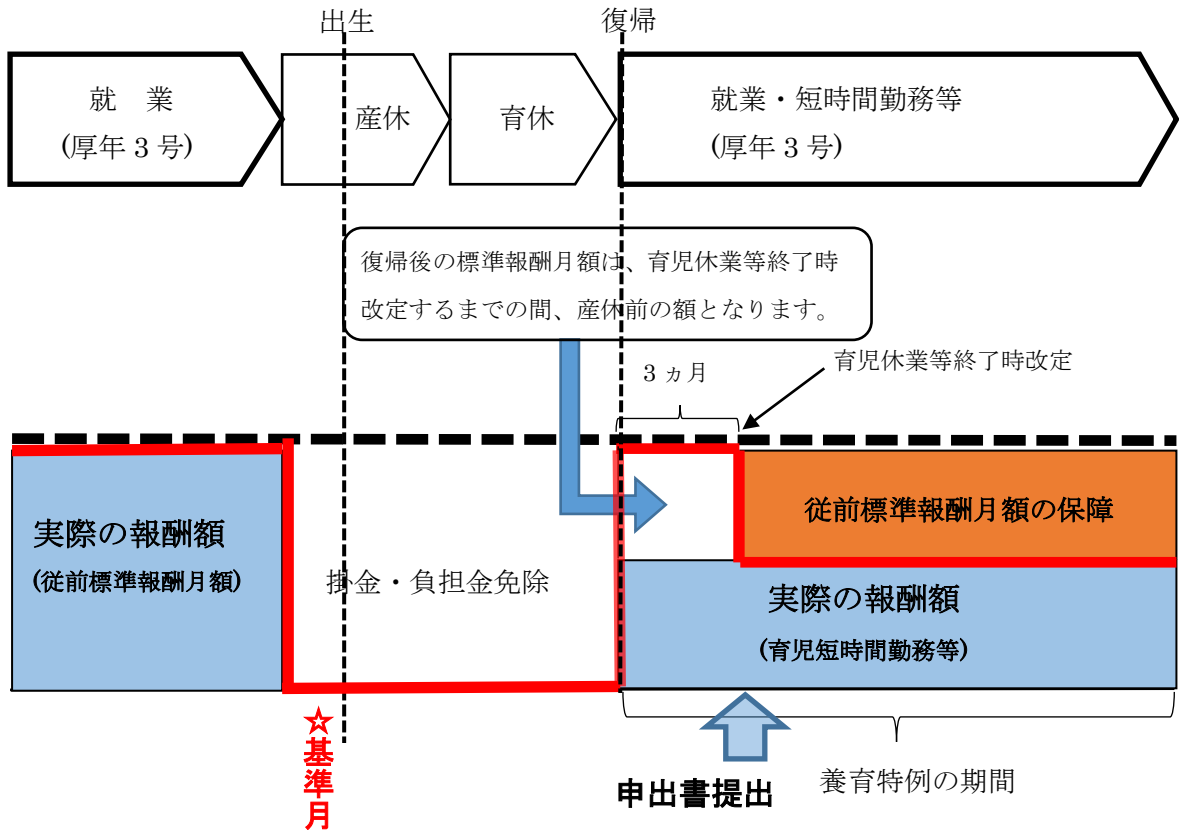 出生
復帰
就　業
(厚年 3 号)
産休
育休
就業・短時間勤務等
(厚年 3 号)
復帰後の標準報酬月額は、育児休業等終了時
改定するまでの間、産休前の額となります。
3 ヵ月
育児休業等終了時改定
実際の報酬額
(従前標準報酬月額)
掛金・負担金免除
従前標準報酬月額の保障
実際の報酬額
(育児短時間勤務等)
☆基準月
申出書提出
養育特例の期間